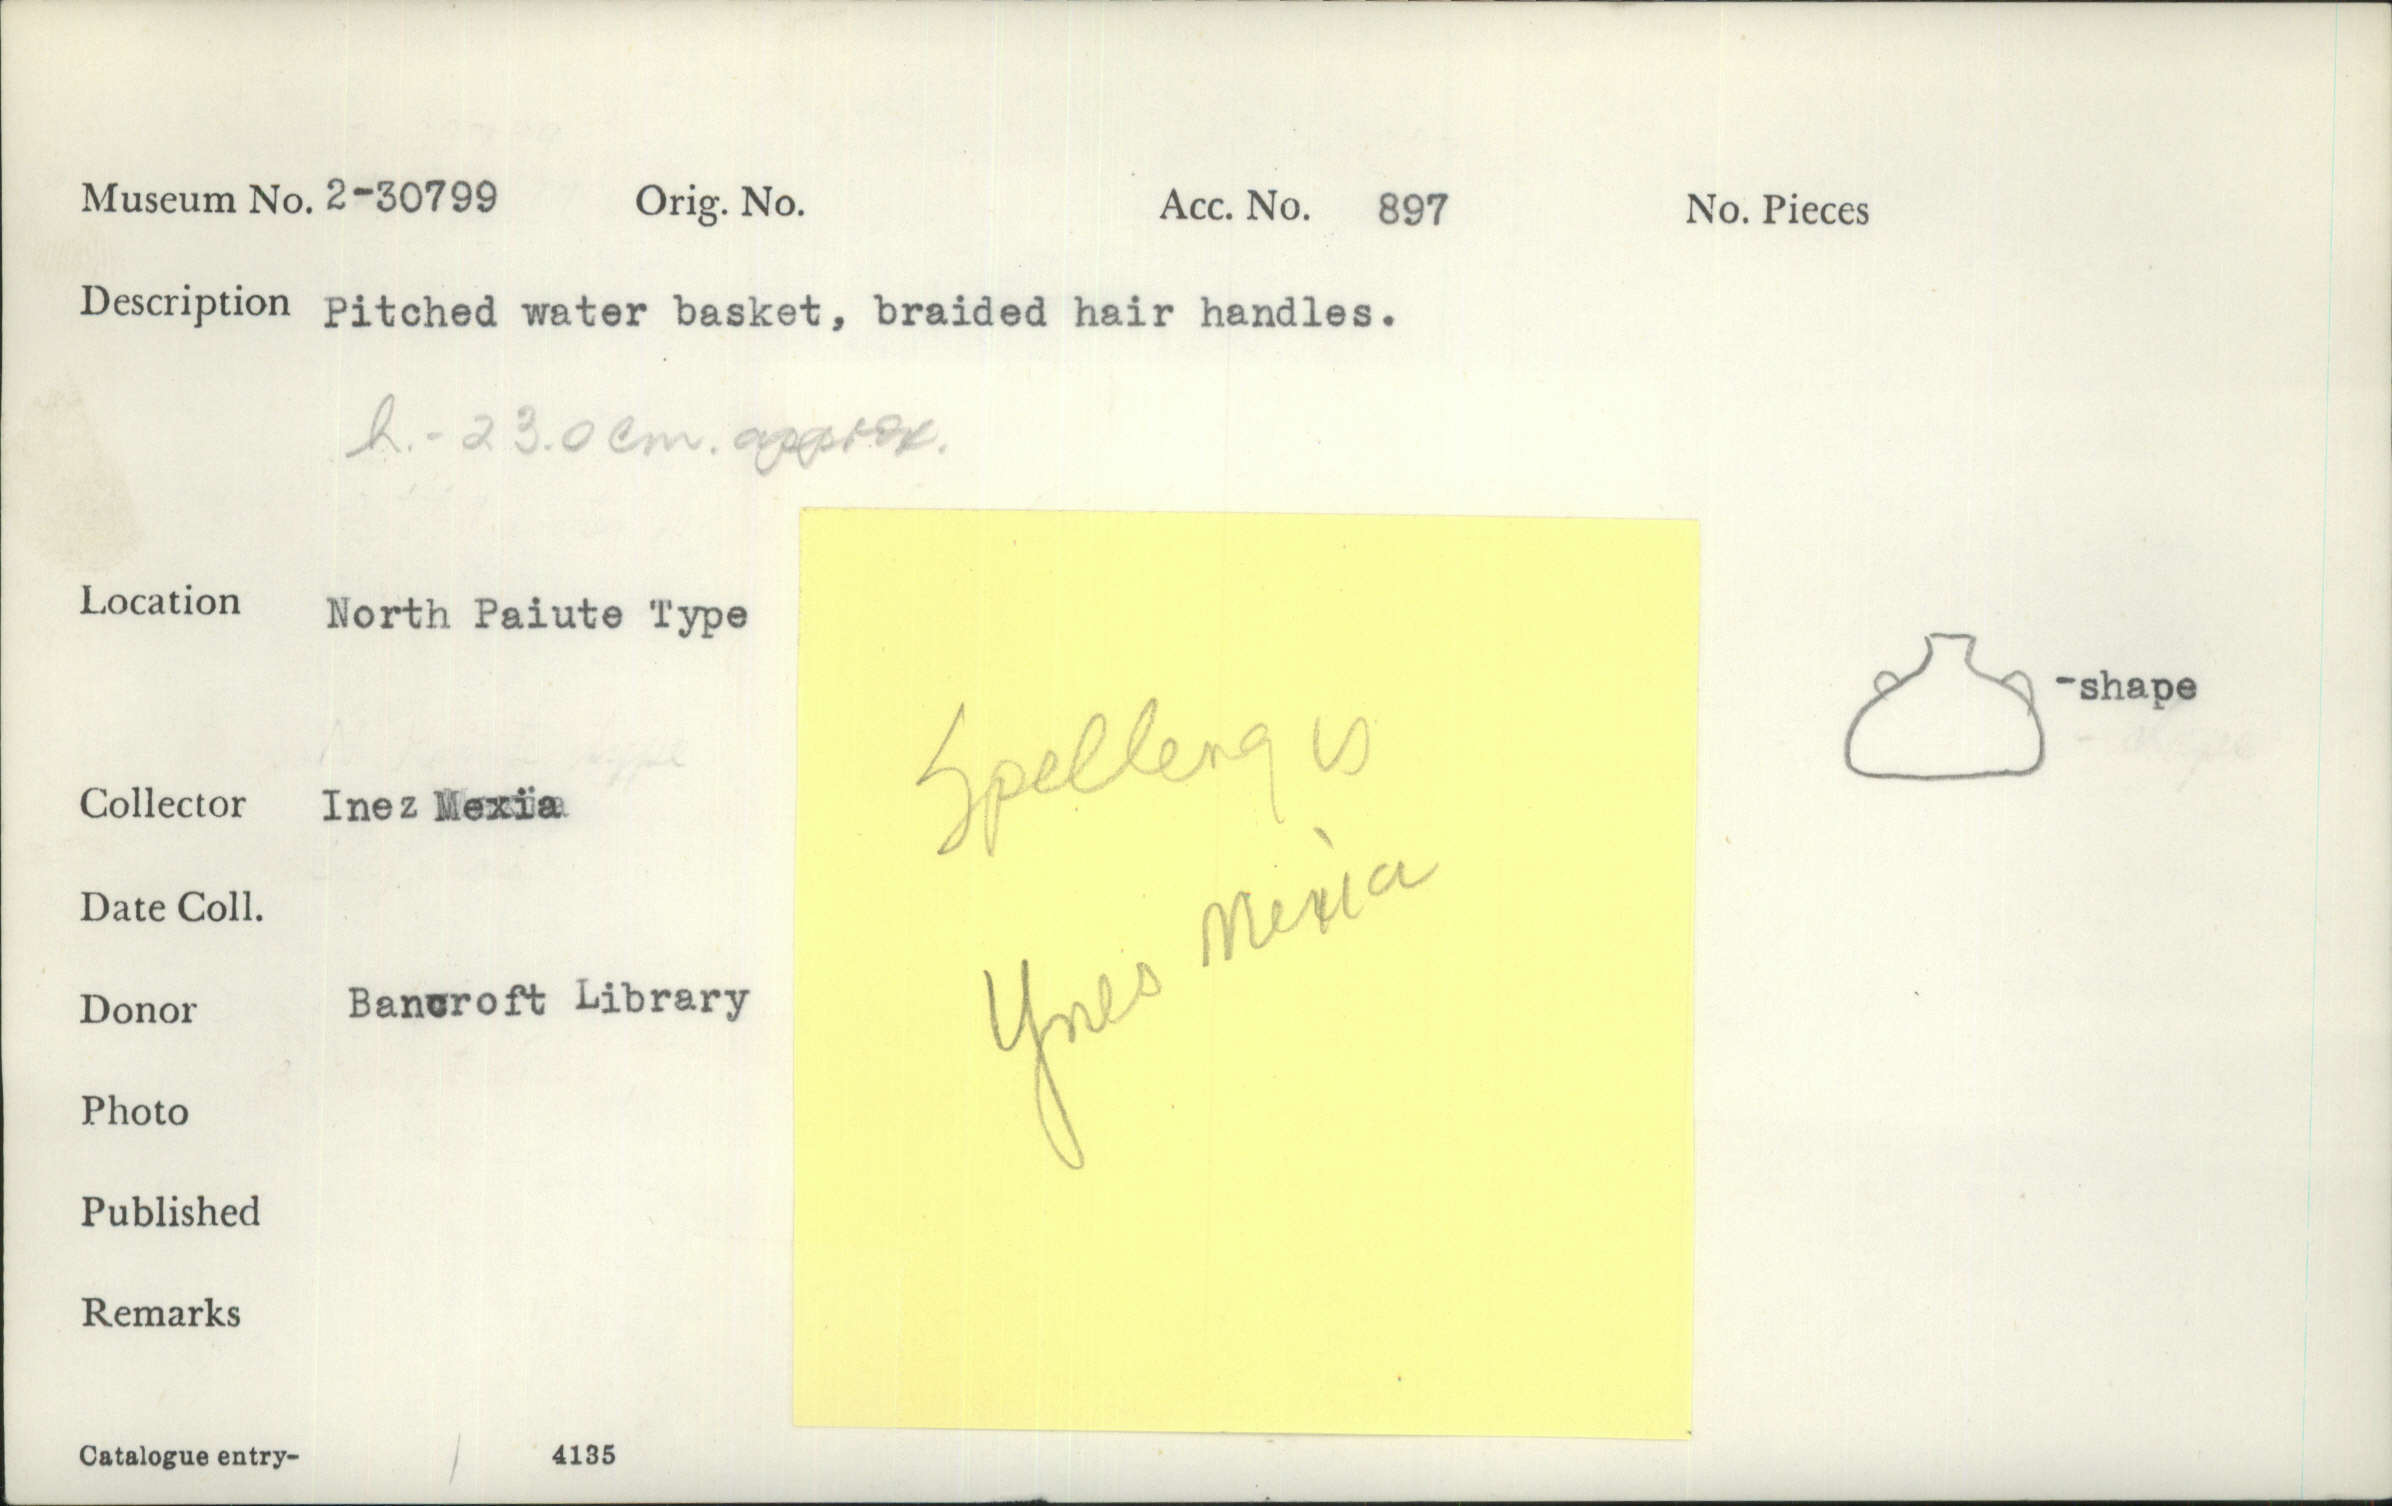 Museum No. 2-30799 Orig. No. Acc. No. 897 No. Pieces
Description Pitched water basket, braided hair handles.
h. - 23.0 cm. approx.
Location North Paiute Type
-shape
Collector Inez Mexïa
Date Coll.
Donor Bancroft Library
Photo
Published
Remarks
Catalogue entry- 4135
Spelling is
Ynes Mexia